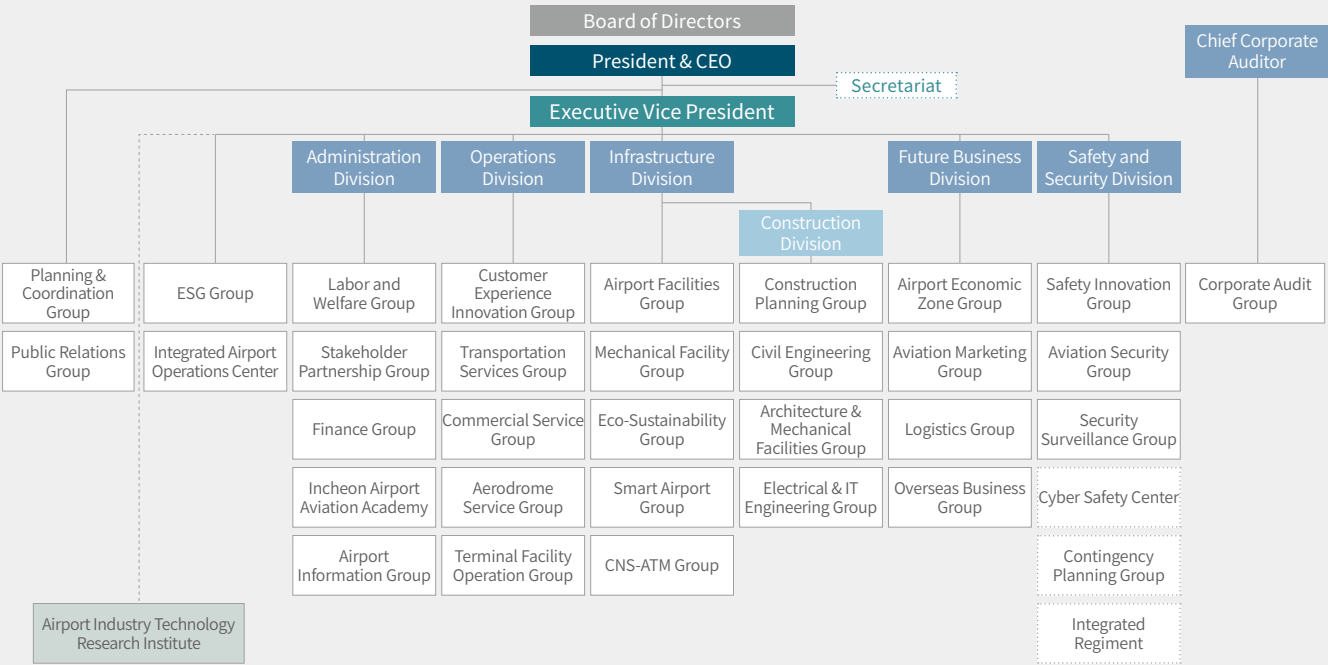 Board of Directors
President & CEO
Secretariat
Executive Vice President
Chief Corporate
Auditor
Administration
Division
Operations
Division
Infrastructure
Division
Future Business
Division
Safety and
Security Division
Construction
Division
Planning &
Coordination
Group
Public Relations
Group
ESG Group
Integrated Airport
Operations Center
Labor and
Welfare Group
Stakeholder
Partnership Group
Finance Group
Incheon Airport
Aviation Academy
Airport
Information Group
Customer
Experience
Innovation Group
Transportation
Services Group
Commercial Service
Group
Aerodrome
Service Group
Terminal Facility
Operation Group
Airport Facilities
Group
Mechanical Facility
Group
Eco-Sustainability
Group
Smart Airport
Group
CNS-ATM Group
Construction
Planning Group
Civil Engineering
Group
Architecture &
Mechanical
Facilities Group
Electrical & IT
Engineering Group
Airport Economic
Zone Group
Aviation Marketing
Group
Logistics Group
Overseas Business
Group
Safety Innovation
Group
Aviation Security
Group
Security
Surveillance Group
Cyber Safety Center
Contingency
Planning Group
Integrated
Regiment
Corporate Audit
Group
Airport Industry Technology
Research Institute